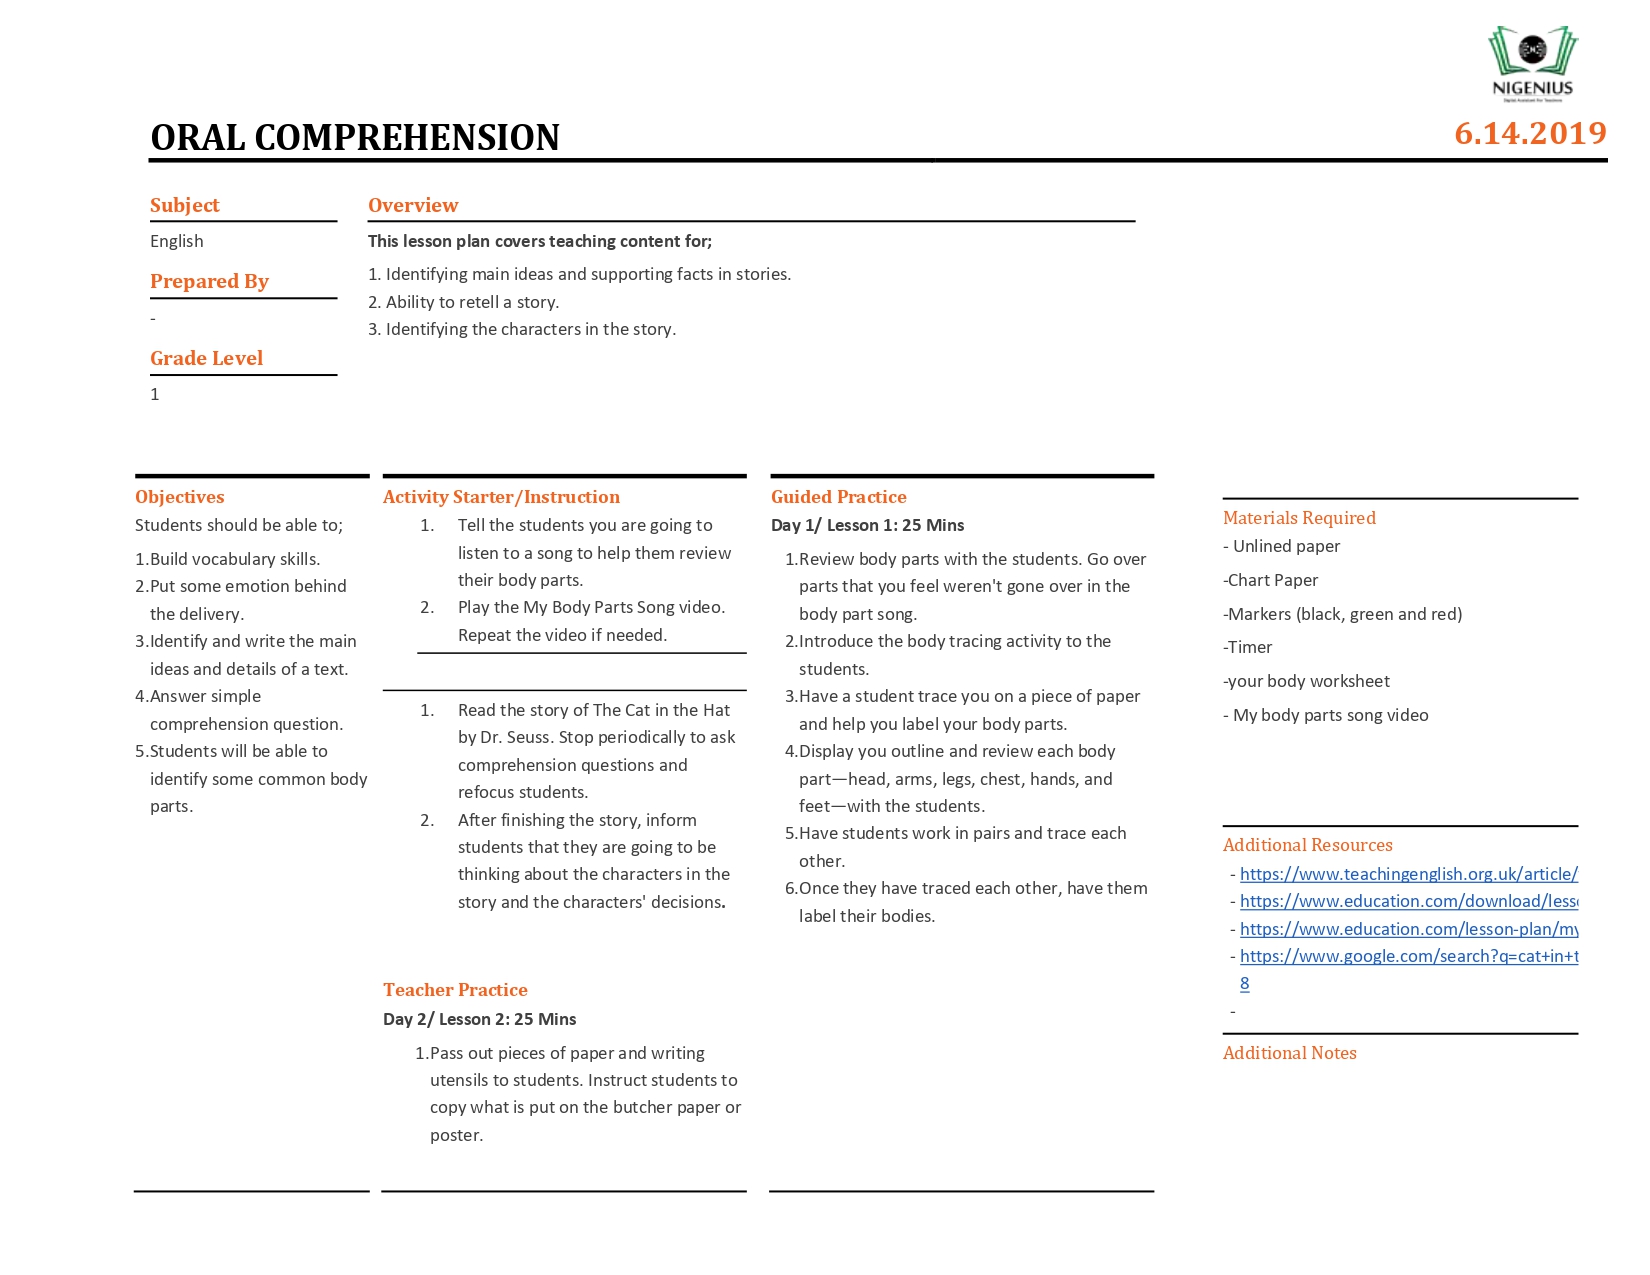 NIGENIUS
Digital Assistant For Teachers
ORAL COMPREHENSION
6.14.2019
Subject
English
Prepared By
-
Grade Level
1
Overview
This lesson plan covers teaching content for;
1. Identifying main ideas and supporting facts in stories.
2. Ability to retell a story.
3. Identifying the characters in the story.
Objectives
Students should be able to;
1.Build vocabulary skills.
2.Put some emotion behind
the delivery.
3.Identify and write the main
ideas and details of a text.
4.Answer simple
comprehension question.
5.Students will be able to
identify some common body
parts.
Activity Starter/Instruction
1. Tell the students you are going to
listen to a song to help them review
their body parts.
2. Play the My Body Parts Song video.
Repeat the video if needed.
1. Read the story of The Cat in the Hat
by Dr. Seuss. Stop periodically to ask
comprehension questions and
refocus students.
2. After finishing the story, inform
students that they are going to be
thinking about the characters in the
story and the characters' decisions.
Teacher Practice
Day 2/ Lesson 2: 25 Mins
1.Pass out pieces of paper and writing
utensils to students. Instruct students to
copy what is put on the butcher paper or
poster.
Guided Practice
Day 1/ Lesson 1: 25 Mins
1.Review body parts with the students. Go over
parts that you feel weren't gone over in the
body part song.
2.Introduce the body tracing activity to the
students.
3.Have a student trace you on a piece of paper
and help you label your body parts.
4.Display you outline and review each body
part—head, arms, legs, chest, hands, and
feet—with the students.
5.Have students work in pairs and trace each
other.
6.Once they have traced each other, have them
label their bodies.
Materials Required
- Unlined paper
-Chart Paper
-Markers (black, green and red)
-Timer
-your body worksheet
- My body parts song video
Additional Resources
- https://www.teachingenglish.org.uk/article/
- https://www.education.com/download/less
- https://www.education.com/lesson-plan/my
- https://www.google.com/search?q=cat+in+t
8
-
Additional Notes